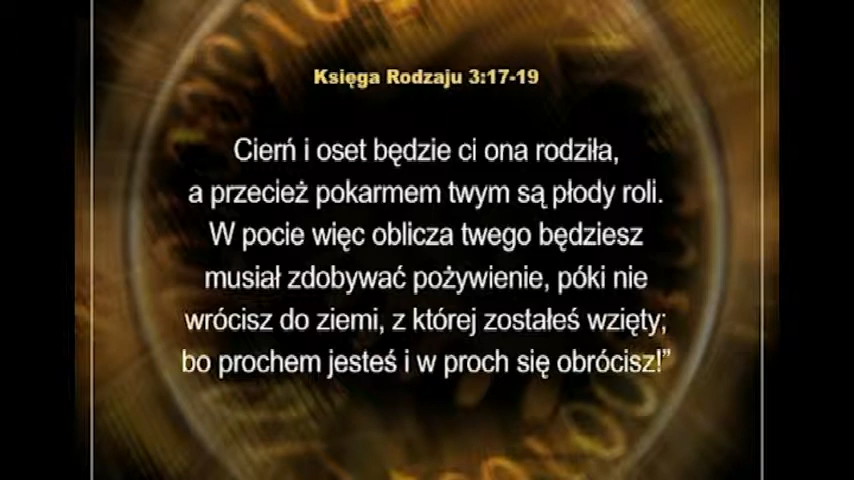 Księga Rodzaju 3:17-19
Cierń i oset będzie ci ona rodziła,
a przecież pokarmem twym są płody roli.
W pocie więc oblicza twego będziesz
musiał zdobywać pożywienie, póki nie
wrócisz do ziemi, z której zostałeś wzięty;
bo prochem jesteś i w proch się obrócisz!”